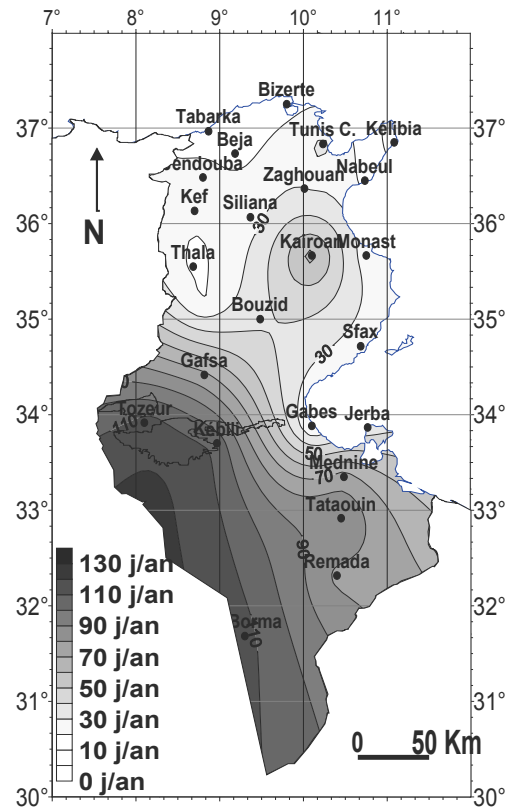 7° 8° 9° 10° 11°
Bizerte
Tabarka
37° 37°
Tunis C. Kélibia
Beja
endouba
Nabeul
Zaghouan
Kef
Siliana
36° 36°
30
N
Kairoan Monast
Thala
35° 35°
Bouzid
Sfax
30
Gafsa
34° 34°
Tozeur
Gabes Jerba
110
Kebili
50
Mednine
70
33° 33°
Tataouin
90
Remada
130 j/an
110 j/an
32° 32°
90 j/an
Borma
110
70 j/an
31° 31°
50 j/an
30 j/an
0 50 Km
10 j/an
0 j/an
30° 30°